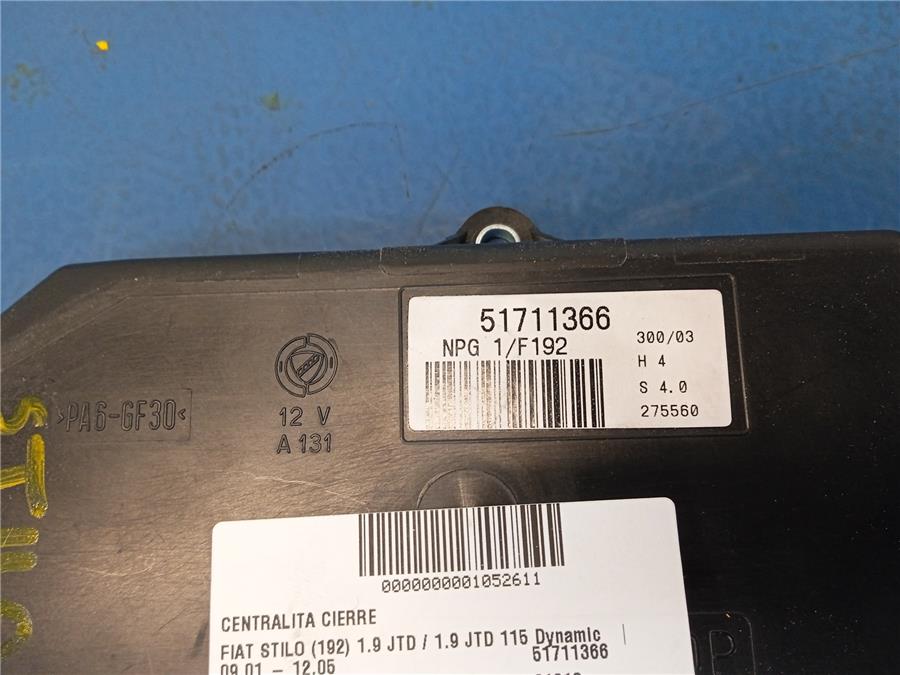 51711366
NPG 1/F192
300/03
H 4
S 4.0
275560
12 V
A 131
>PA6-GF30<
STILO
0000000001052611
CENTRALITA CIERRE
FIAT STILO (192) 1.9 JTD / 1.9 JTD 115 Dynamic
51711366
09.01 - 12.05